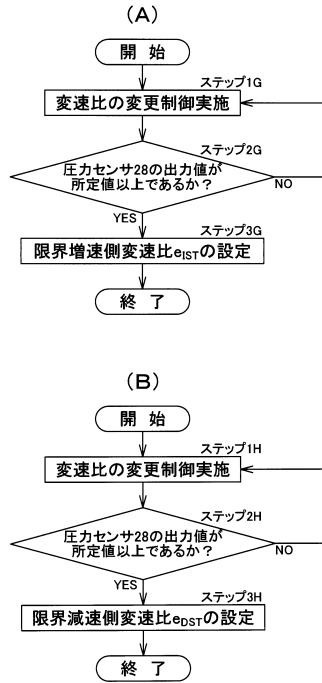 (A)
開 始
ステップ1G
変速比の変更制御実施
ステップ2G
圧力センサ28の出力値が
所定値以上であるか？
NO
YES
ステップ3G
限界増速側変速比eISTの設定
終 了
(B)
開 始
ステップ1H
変速比の変更制御実施
ステップ2H
圧力センサ28の出力値が
所定値以上であるか？
NO
YES
ステップ3H
限界減速側変速比eDSTの設定
終 了